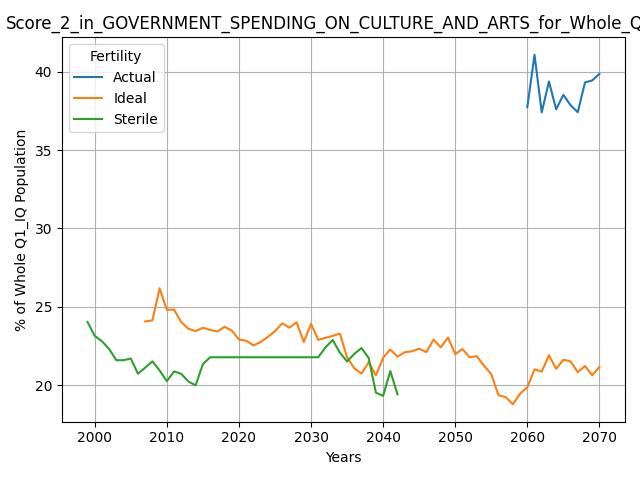 Score_2_in_GOVERNMENT_SPENDING_ON_CULTURE_AND_ARTS_for_Whole_Q
Fertility
Actual
Ideal
Sterile
% of Whole Q1_IQ Population
40
35
30
25
20
2000 2010 2020 2030 2040 2050 2060 2070
Years